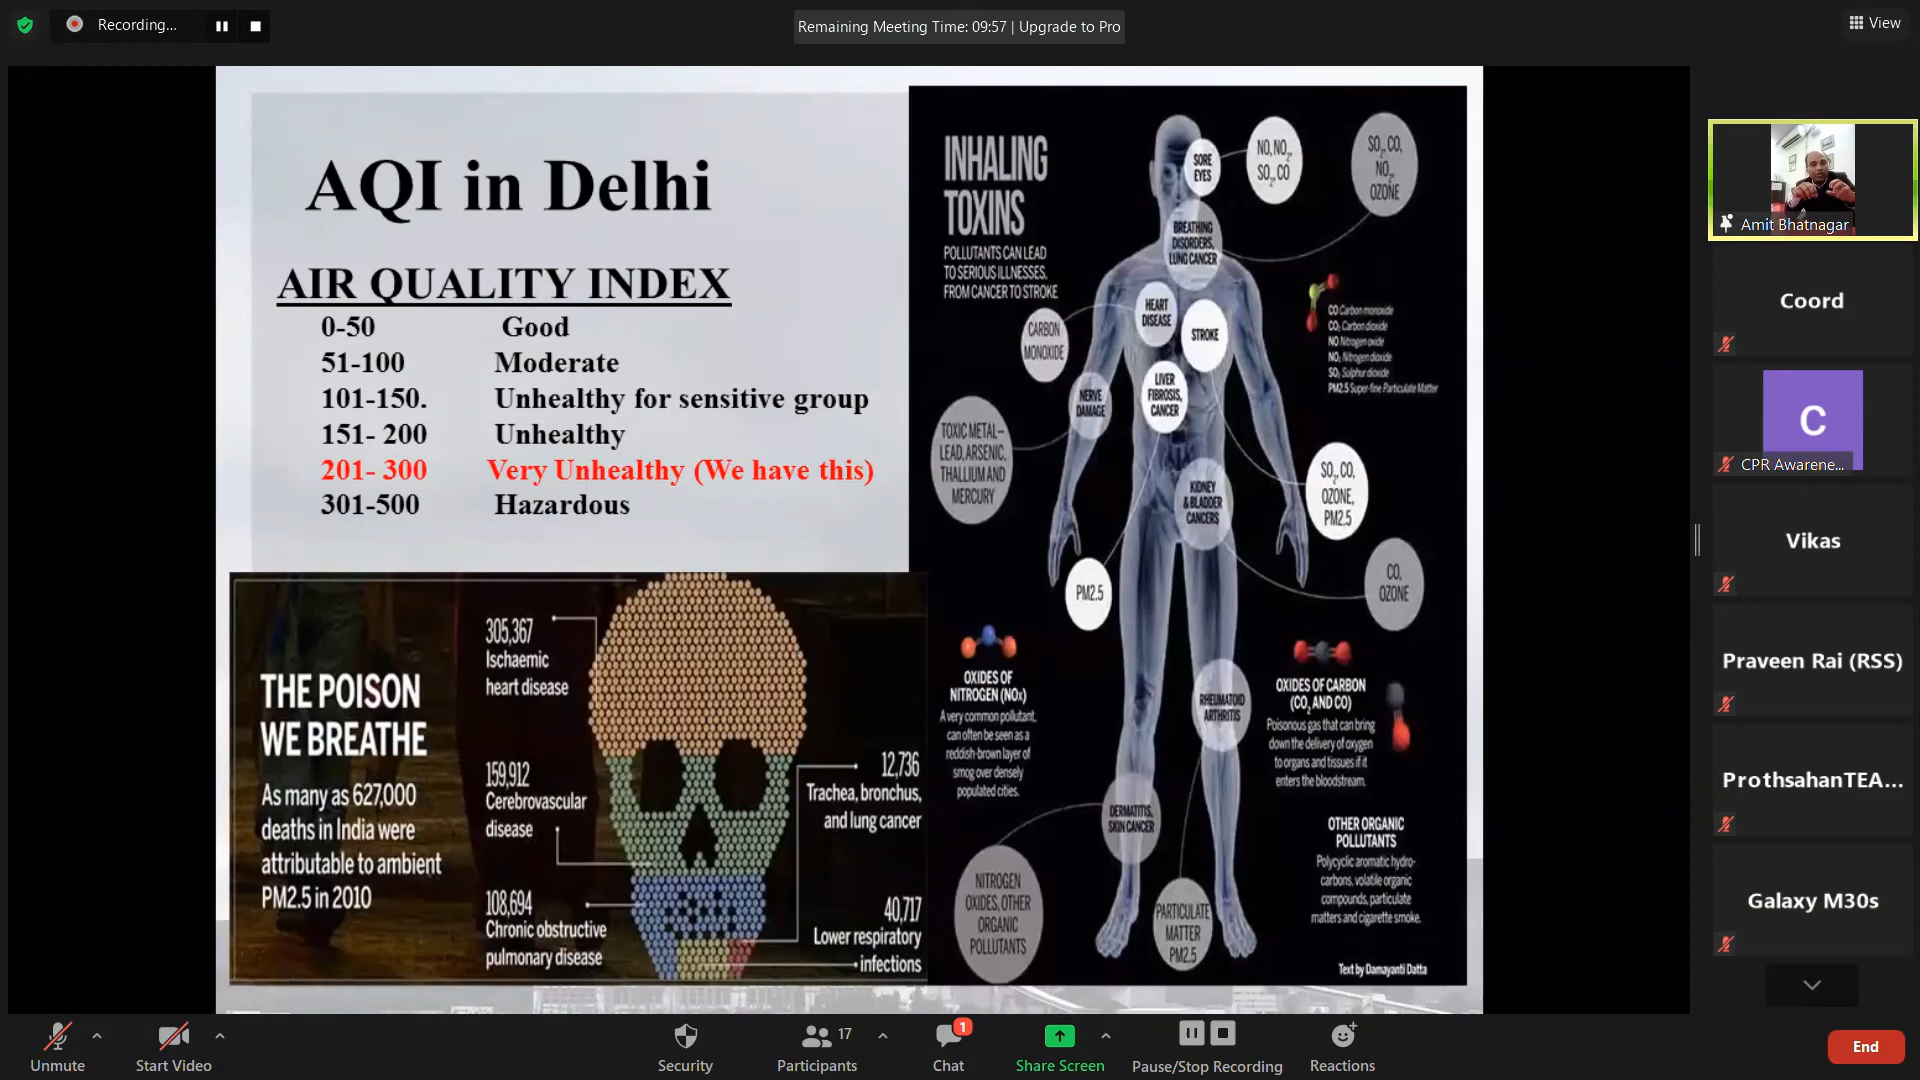 Recording...
Remaining Meeting Time: 09:57 | Upgrade to Pro
View
AQI in Delhi
AIR QUALITY INDEX
0-50 Good
51-100 Moderate
101-150. Unhealthy for sensitive group
151- 200 Unhealthy
201- 300 Very Unhealthy (We have this)
301-500 Hazardous
THE POISON
WE BREATHE
As many as 627,000
deaths in India were
attributable to ambient
PM2.5 in 2010
305,367
Ischaemic
heart disease
159,912
Cerebrovascular
disease
108,694
Chronic obstructive
pulmonary disease
12,736
Trachea, bronchus,
and lung cancer
40,717
Lower respiratory
infections
INHALING
TOXINS
POLLUTANTS CAN LEAD
TO SERIOUS ILLNESSES,
FROM CANCER TO STROKE
SORE
EYES
NO, NO₂,
SO₂, CO
SO₂, CO,
NO₂,
OZONE
BREATHING
DISORDERS,
LUNG CANCER
HEART
DISEASE
STROKE
CARBON
MONOXIDE
CO Carbon monoxide
CO₂ Carbon dioxide
NO Nitrogen oxide
NO₂ Nitrogen dioxide
SO₂ Sulphur dioxide
PM2.5 Super-fine Particulate Matter
NERVE
DAMAGE
LIVER
FIBROSIS,
CANCER
TOXIC METAL—
LEAD, ARSENIC,
THALLIUM AND
MERCURY
KIDNEY
& BLADDER
CANCERS
SO₂, CO,
OZONE,
PM2.5
PM2.5
CO,
OZONE
OXIDES OF
NITROGEN (NOx)
A very common pollutant,
can often be seen as a
reddish-brown layer of
smog over densely
populated cities.
RHEUMATOID
ARTHRITIS
OXIDES OF CARBON
(CO₂ AND CO)
Poisonous gas that can bring
down the delivery of oxygen
to organs and tissues if it
enters the bloodstream.
DERMATITIS,
SKIN CANCER
OTHER ORGANIC
POLLUTANTS
Polycyclic aromatic hydro-
carbons, volatile organic
compounds, particulate
matters and cigarette smoke.
NITROGEN
OXIDES, OTHER
ORGANIC
POLLUTANTS
PARTICULATE
MATTER
PM2.5
Text by Damayanti Datta
Amit Bhatnagar
Coord
C
CPR Awarene...
Vikas
Praveen Rai (RSS)
ProthsahanTEA...
Galaxy M30s
17
1
Unmute
Start Video
Security
Participants
Chat
Share Screen
Pause/Stop Recording
Reactions
End